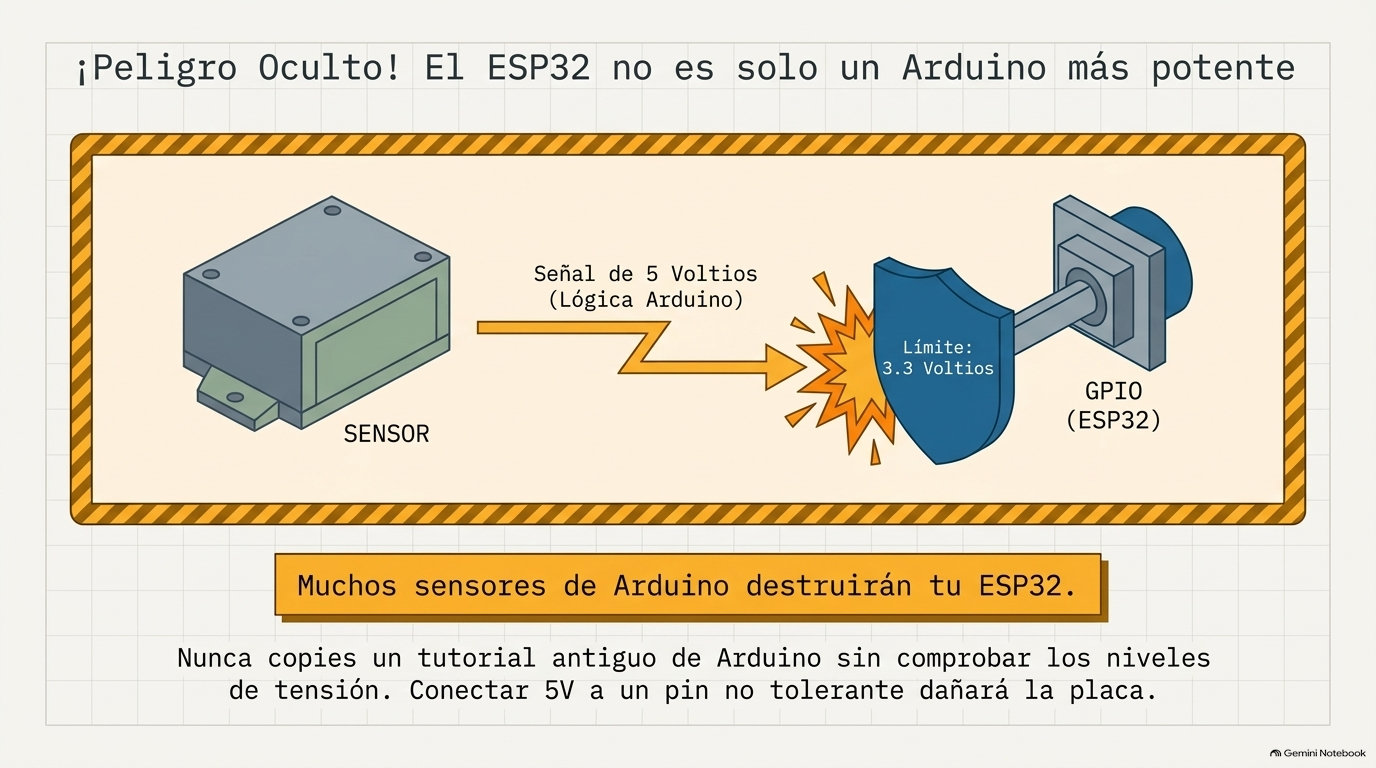 ¡Peligro Oculto! El ESP32 no es solo un Arduino más potente
Señal de 5 Voltios
(Lógica Arduino)
Límite:
3.3 Voltios
SENSOR
GPIO
(ESP32)
Muchos sensores de Arduino destruirán tu ESP32.
Nunca copies un tutorial antiguo de Arduino sin comprobar los niveles
de tensión. Conectar 5V a un pin no tolerante dañará la placa.
Gemini Notebook